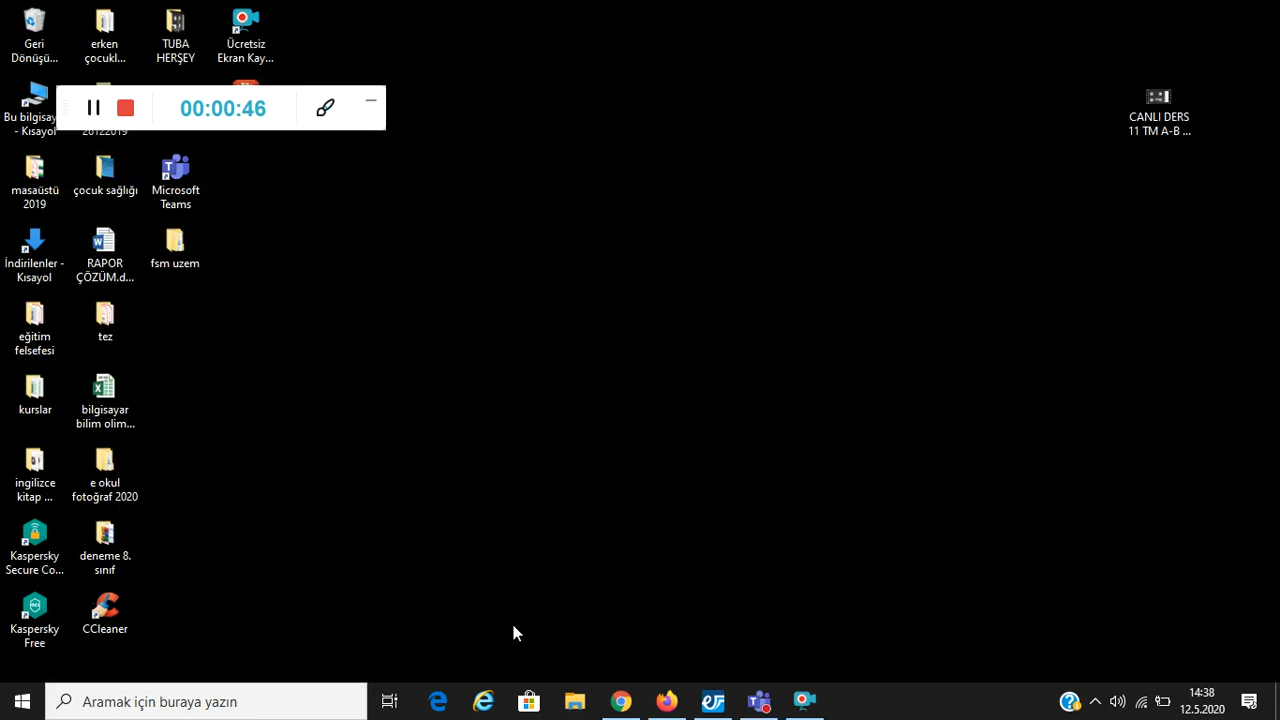 Geri
Dönüşü...
erken
çocukl...
TUBA
HERŞEY
Ücretsiz
Ekran Kay...
00:00:46
Bu bilgisay
- Kısayol
20122019
CANLI DERS
11 TM A-B ...
masaüstü
2019
çocuk sağlığı
Microsoft
Teams
İndirilenler -
Kısayol
RAPOR
ÇÖZÜM.d...
fsm uzem
eğitim
felsefesi
tez
kurslar
bilgisayar
bilim olim...
ingilizce
kitap ...
e okul
fotoğraf 2020
Kaspersky
Secure Co...
deneme 8.
sınıf
Kaspersky
Free
CCleaner
Aramak için buraya yazın
14:38
12.5.2020